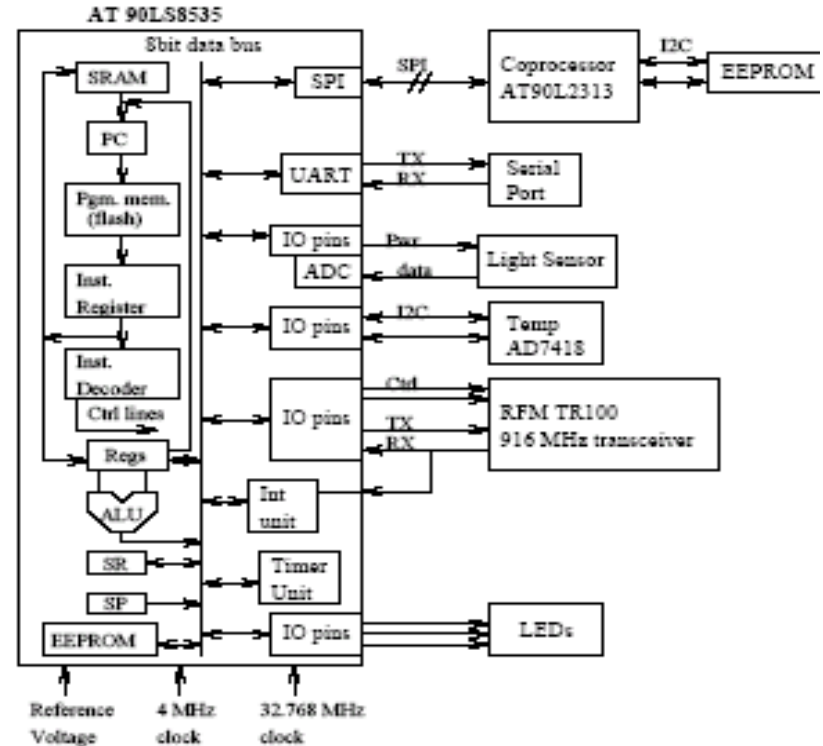 AT 90LS8535
8bit data bus
SRAM
PC
Pgm. mem.
(flash)
Inst.
Register
Inst.
Decoder
Ctrl lines
Regs
ALU
SR
SP
EEPROM
SPI
UART
IO pins
ADC
IO pins
IO pins
Int
unit
Timer
Unit
IO pins
SPI
Coprocessor
AT90L2313
I2C
EEPROM
TX
RX
Serial
Port
Pwr
data
Light Sensor
I2C
Temp
AD7418
Ctrl
TX
RX
RFM TR100
916 MHz transceiver
LEDs
Reference
Voltage
4 MHz
clock
32.768 MHz
clock